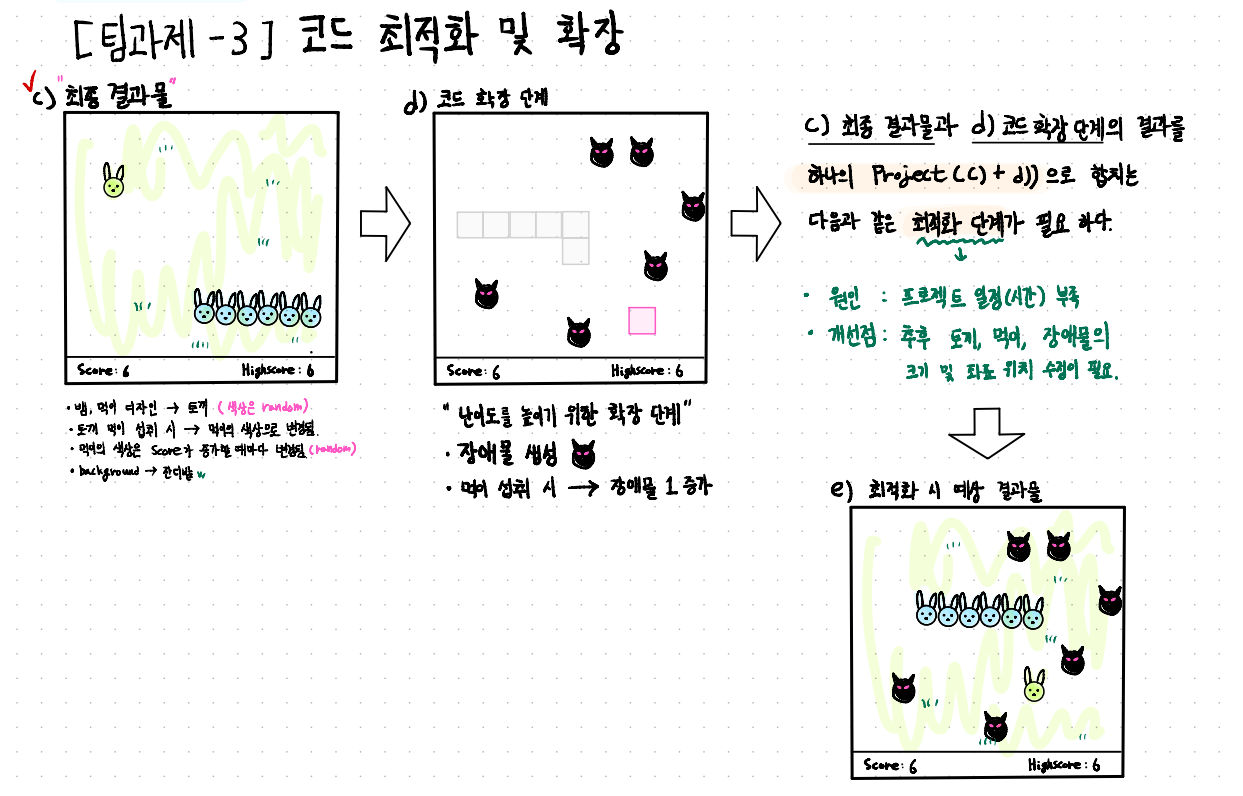 [팀과제 - 3] 코드 최적화 및 확장
c) "최종 결과물"
Score: 6 Highscore: 6
• 뱀, 먹이 디자인 → 토끼 (색상은 random)
• 토끼 먹이 섭취 시 → 먹이의 색상으로 변경됨.
• 먹이의 색상은 Score가 증가할 때마다 변경됨 (random)
• background → 잔디밭
d) 코드 확장 단계
Score: 6 Highscore: 6
"난이도를 높이기 위한 확장 단계"
• 장애물 생성
• 먹이 섭취 시 → 장애물 1 증가
c) 최종 결과물과 d) 코드 확장 단계의 결과를
하나의 Project (c) + d)) 으로 합치는
다음과 같은 최적화 단계가 필요 하다.
• 원인 : 프로젝트 일정(시간) 부족
• 개선점 : 추후 토끼, 먹이, 장애물의
크기 및 좌표 위치 수정이 필요.
e) 최적화 시 예상 결과물
Score: 6 Highscore: 6